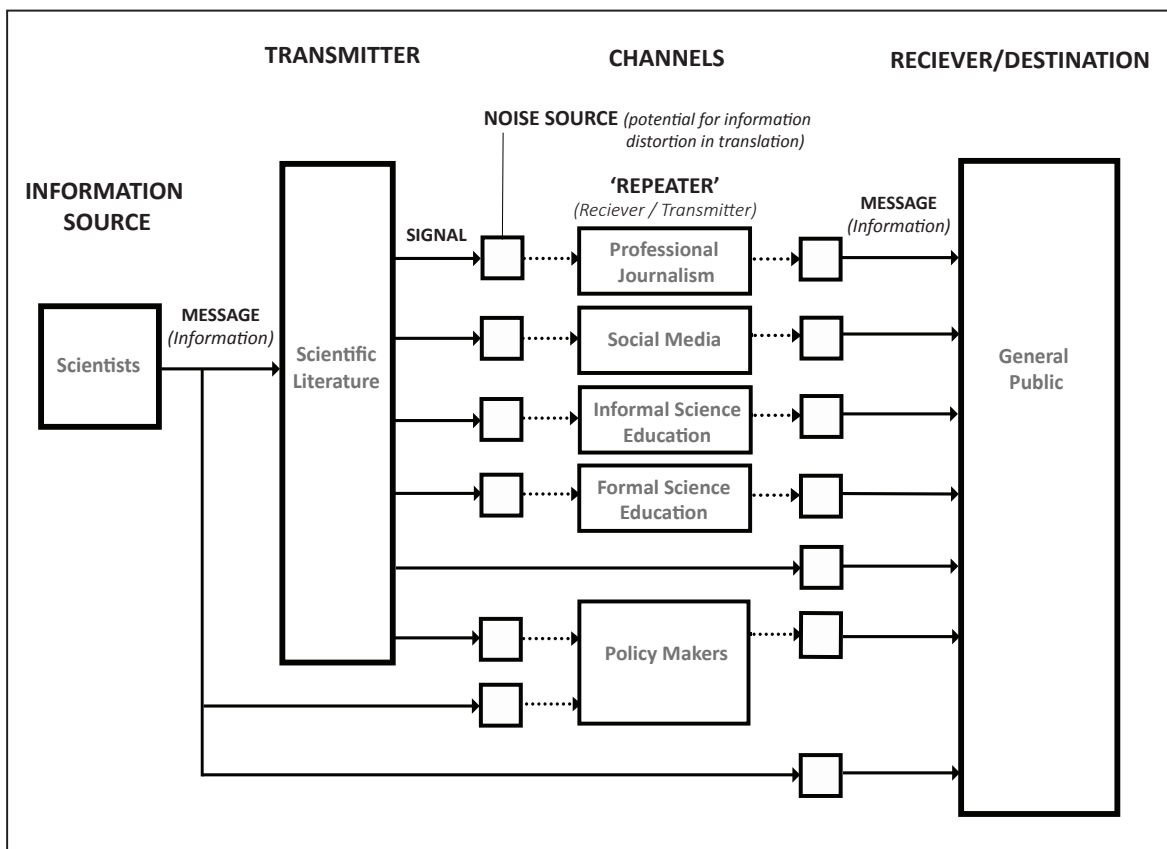 TRANSMITTER
CHANNELS
RECIEVER/DESTINATION
NOISE SOURCE (potential for information
distortion in translation)
INFORMATION
SOURCE
'REPEATER'
(Reciever / Transmitter)
MESSAGE
(Information)
SIGNAL
Professional
Journalism
MESSAGE
(Information)
Scientists
Scientific
Literature
Social Media
General
Public
Informal Science
Education
Formal Science
Education
Policy Makers